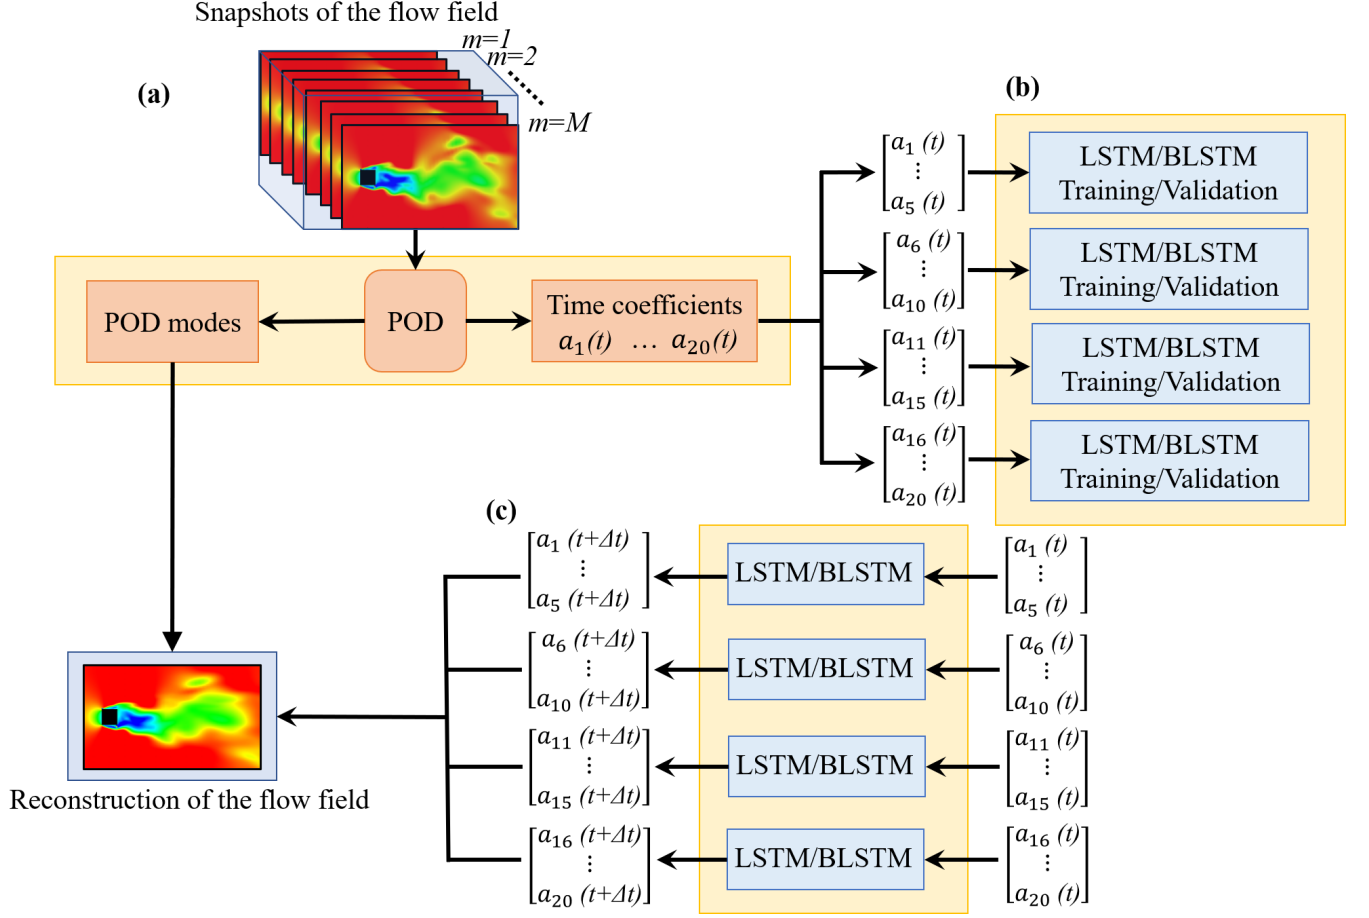 Snapshots of the flow field
m=1
m=2
m=M
(a)
(b)
a₁ (t)
⋮
a₅ (t)
LSTM/BLSTM
Training/Validation
a₆ (t)
⋮
a₁₀ (t)
LSTM/BLSTM
Training/Validation
a₁₁ (t)
⋮
a₁₅ (t)
LSTM/BLSTM
Training/Validation
a₁₆ (t)
⋮
a₂₀ (t)
LSTM/BLSTM
Training/Validation
POD modes
POD
Time coefficients
a₁(t) … a₂₀(t)
(c)
a₁ (t+Δt)
⋮
a₅ (t+Δt)
LSTM/BLSTM
a₁ (t)
⋮
a₅ (t)
a₆ (t+Δt)
⋮
a₁₀ (t+Δt)
LSTM/BLSTM
a₆ (t)
⋮
a₁₀ (t)
a₁₁ (t+Δt)
⋮
a₁₅ (t+Δt)
LSTM/BLSTM
a₁₁ (t)
⋮
a₁₅ (t)
a₁₆ (t+Δt)
⋮
a₂₀ (t+Δt)
LSTM/BLSTM
a₁₆ (t)
⋮
a₂₀ (t)
Reconstruction of the flow field